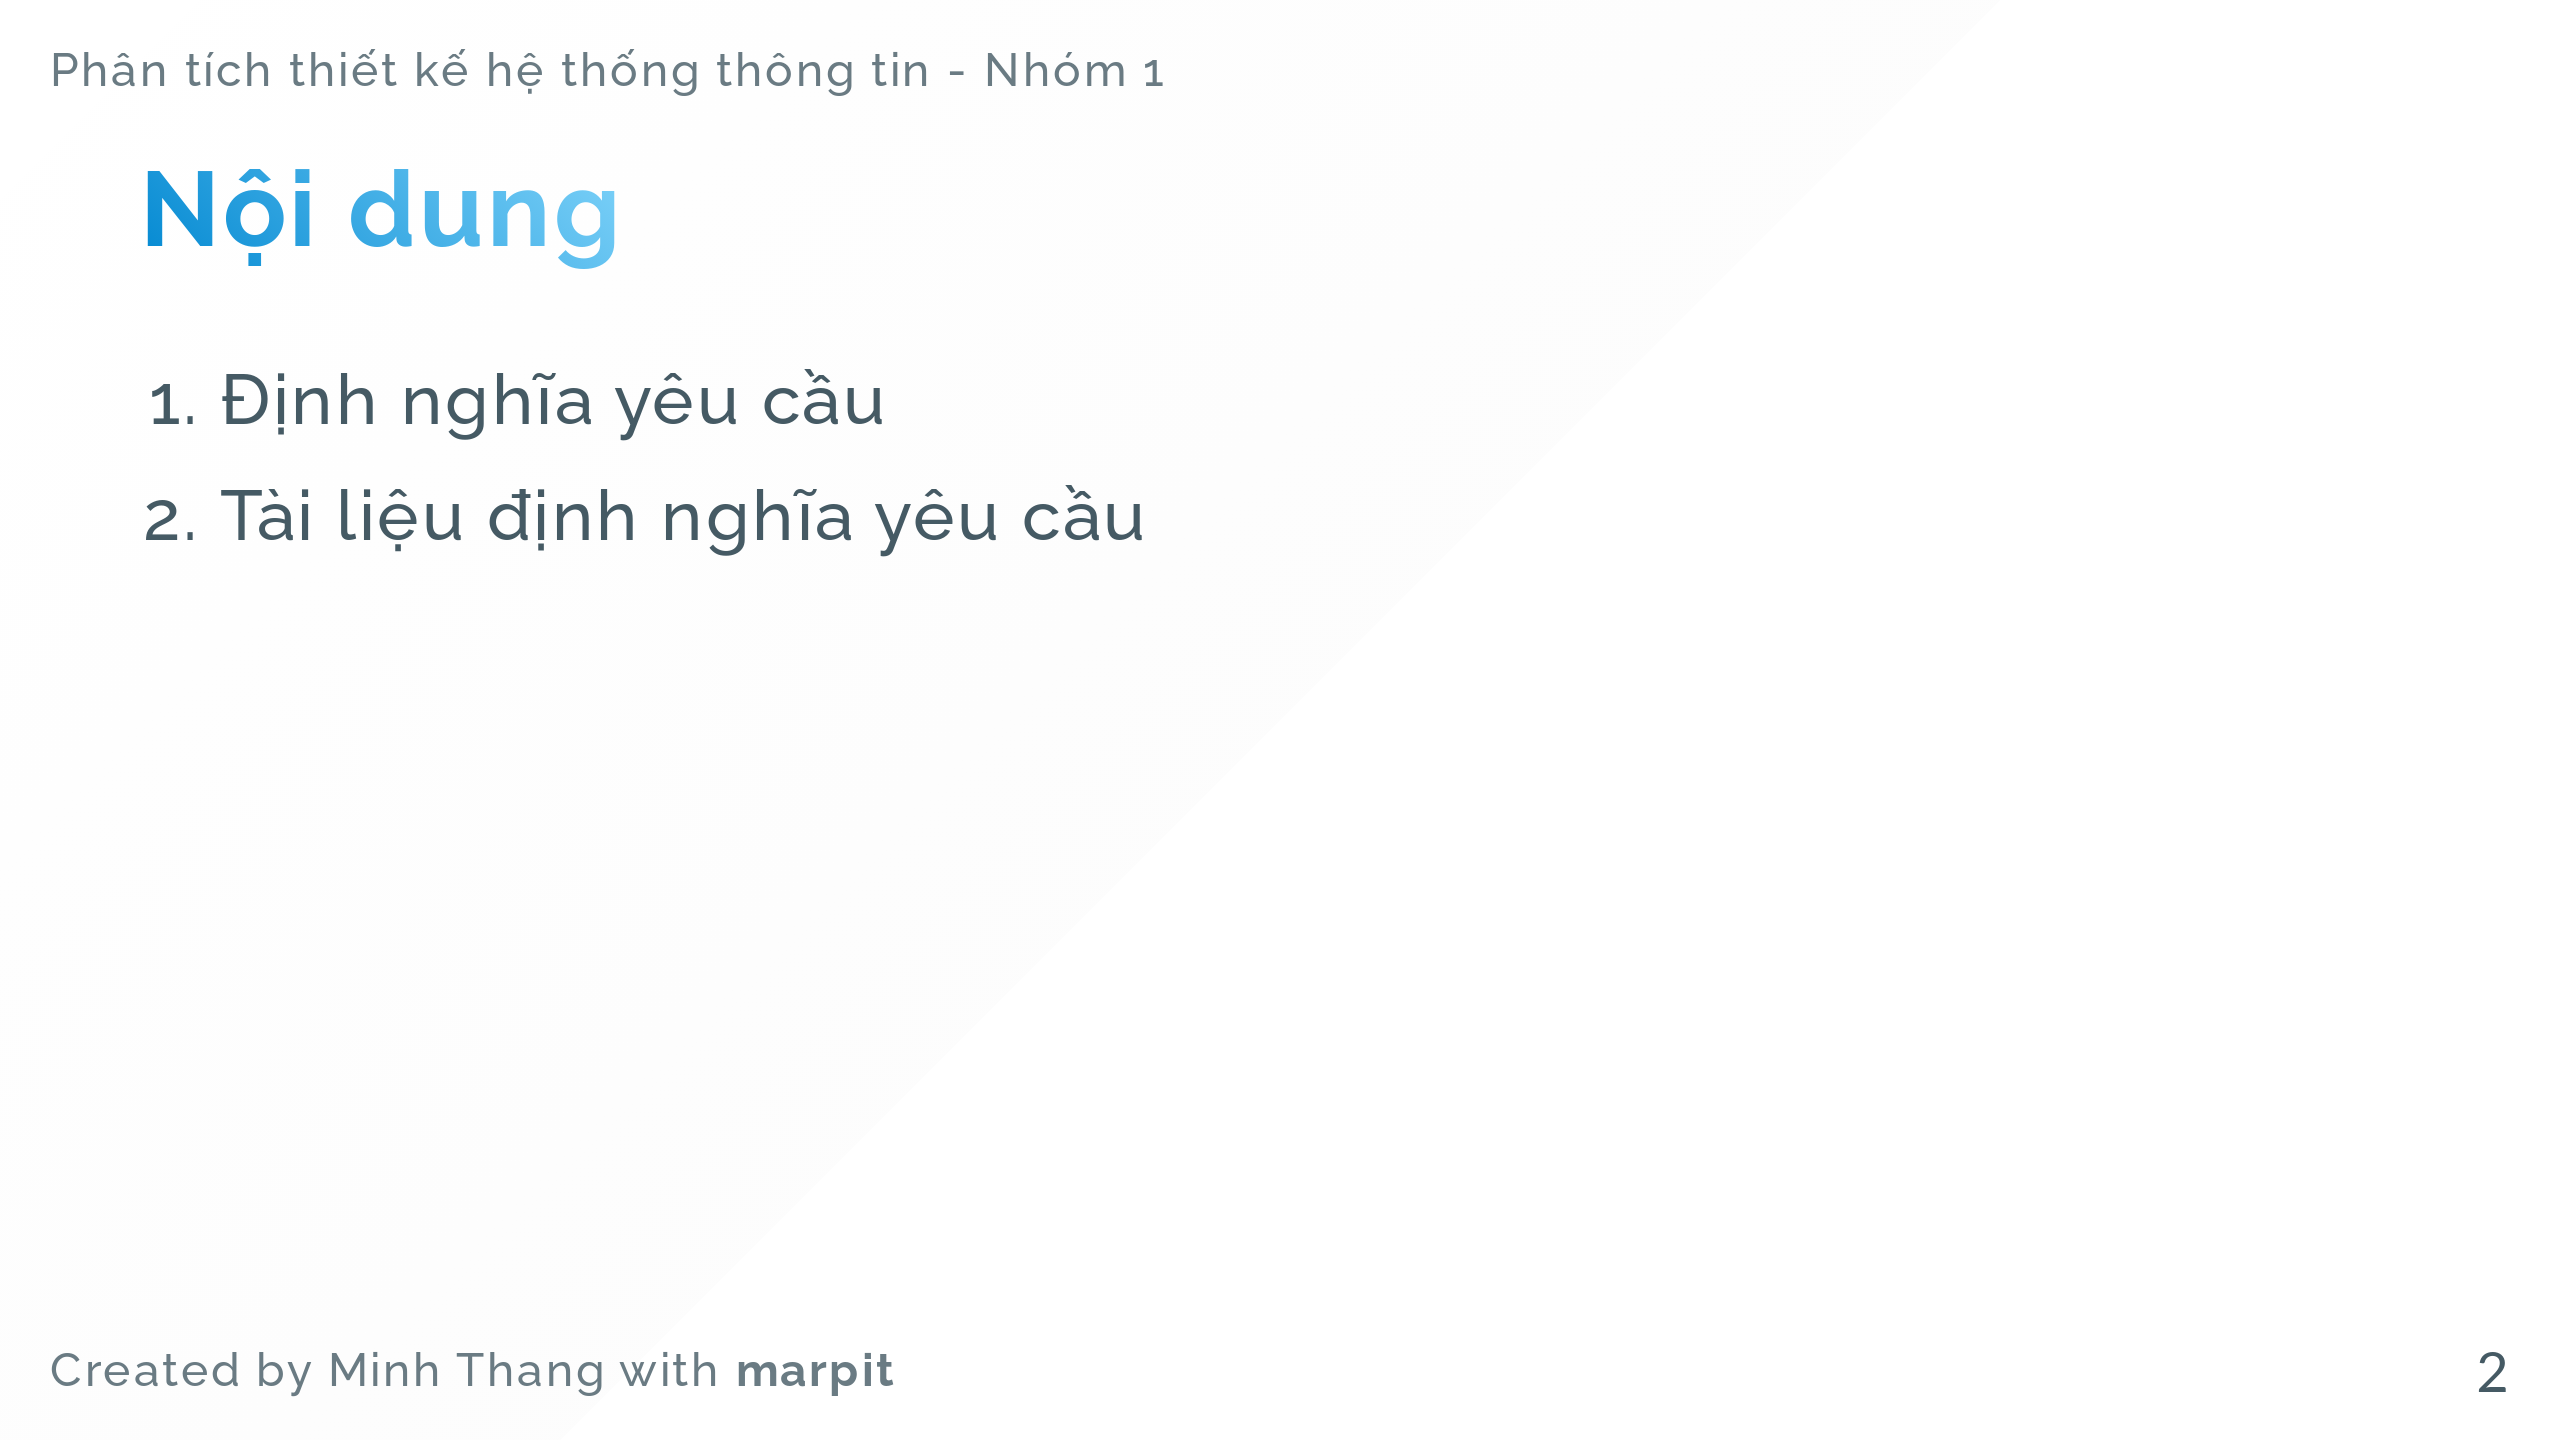 Phân tích thiết kế hệ thống thông tin - Nhóm 1
Nội dung
1. Định nghĩa yêu cầu
2. Tài liệu định nghĩa yêu cầu
Created by Minh Thang with marpit
2